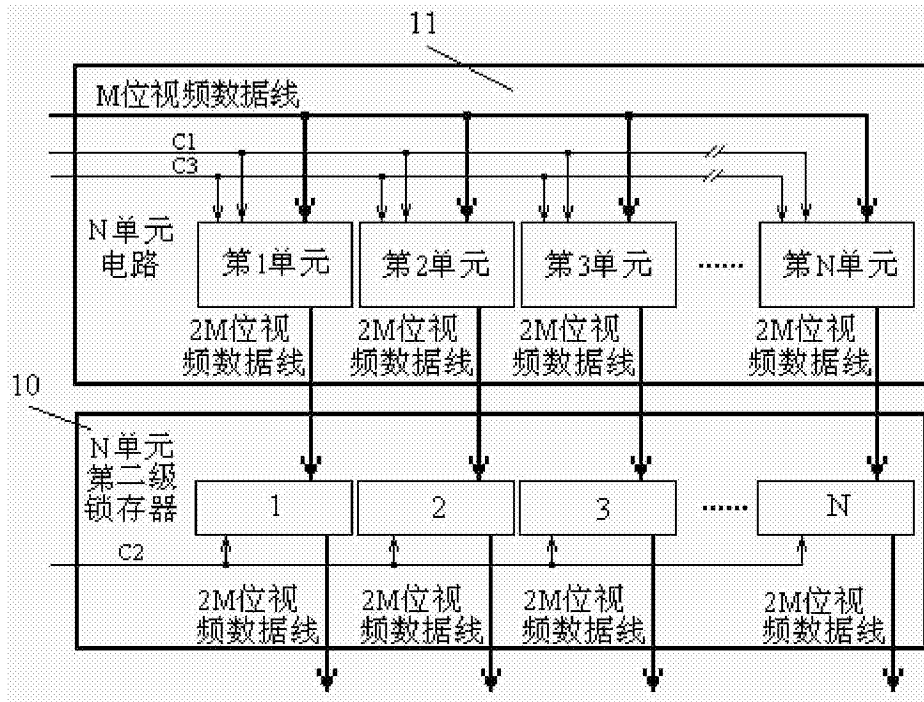 11
M位视频数据线
C1
C3
N单元
电路
第1单元
第2单元
第3单元
······
第N单元
2M位视
频数据线
2M位视
频数据线
2M位视
频数据线
2M位视
频数据线
10
N单元
第二级
锁存器
1
2
3
······
N
C2
2M位视
频数据线
2M位视
频数据线
2M位视
频数据线
2M位视
频数据线